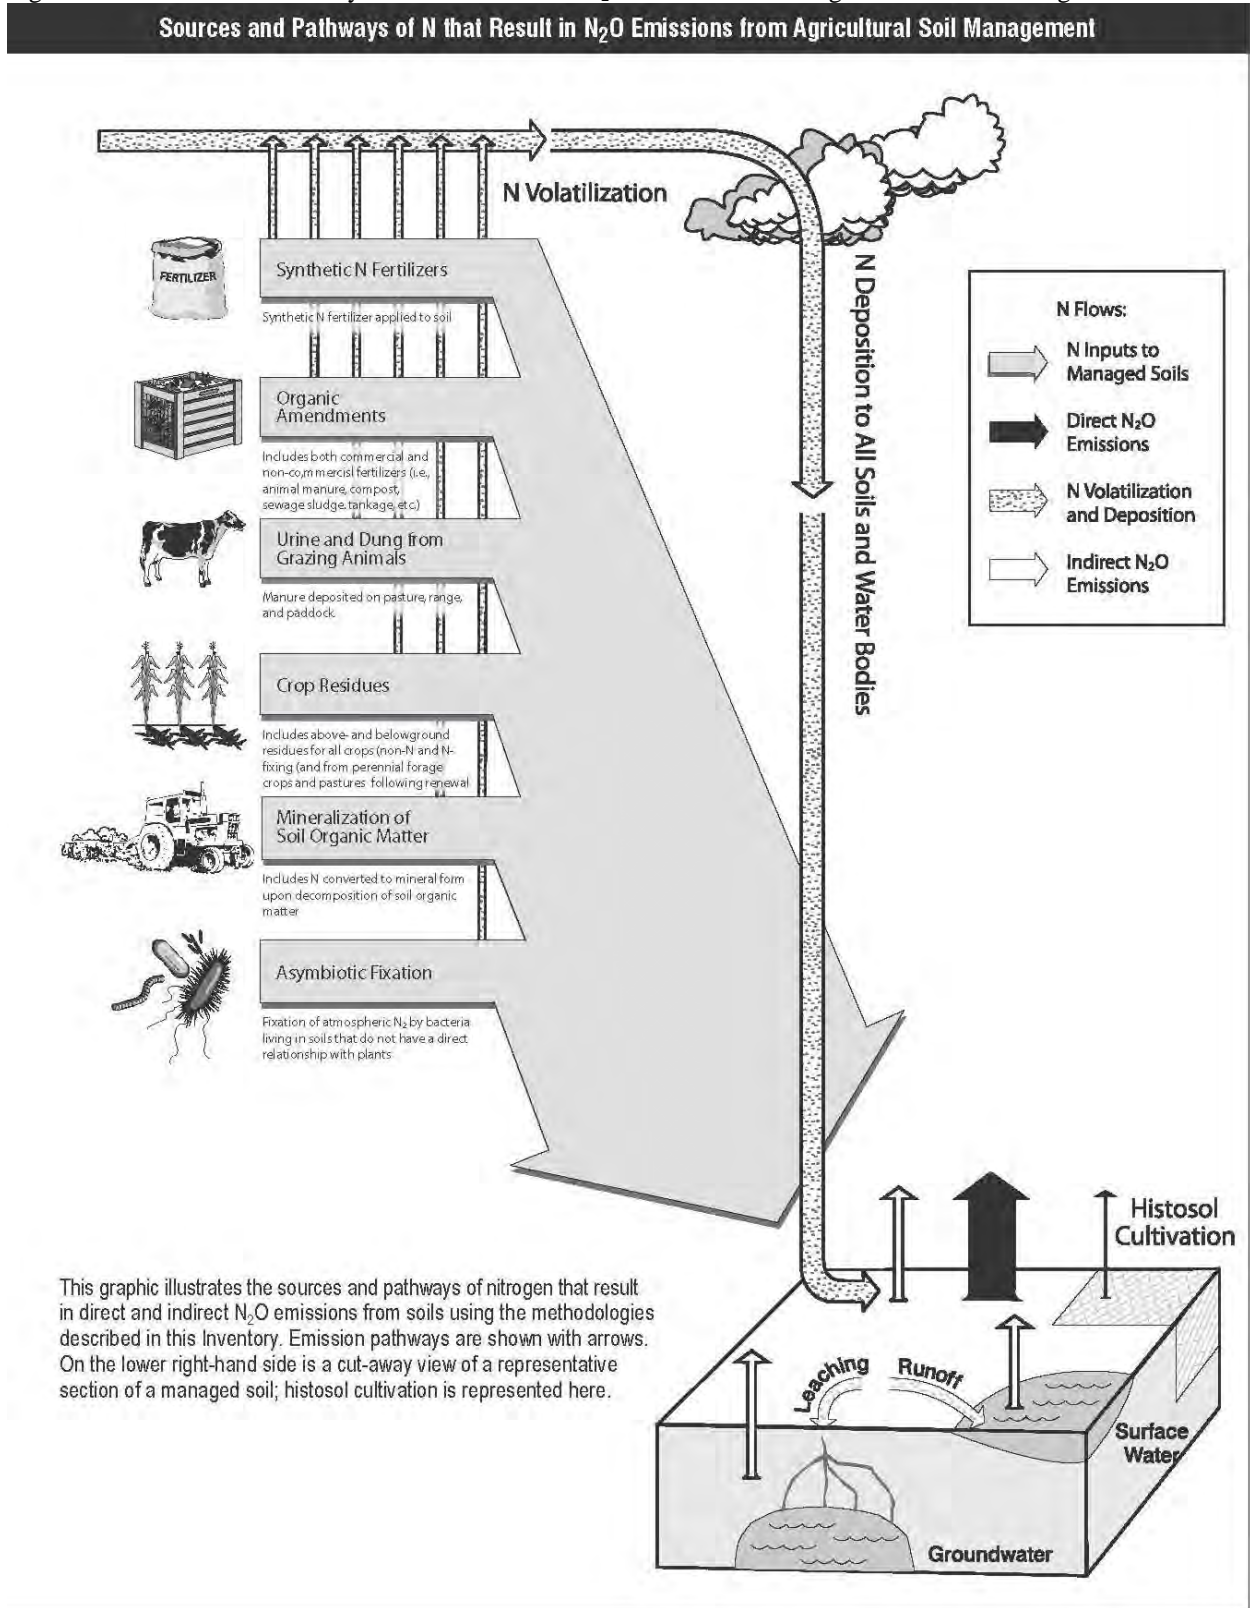 Sources and Pathways of N that Result in N₂O Emissions from Agricultural Soil Management
N Volatilization
N Deposition to All Soils and Water Bodies
FERTILIZER
Synthetic N Fertilizers
Synthetic N fertilizer applied to soil
Organic
Amendments
Includes both commercial and
non-co,mmercisl fertilizers (i.e.,
animal manure, compost,
sewage sludge, tankage, etc.)
Urine and Dung from
Grazing Animals
Manure deposited on pasture, range,
and paddock
Crop Residues
Includes above- and belowground
residues for all crops (non-N and N-
fixing (and from perennial forage
crops and pastures following renewal
Mineralization of
Soil Organic Matter
Includes N converted to mineral form
upon decomposition of soil organic
matter
Asymbiotic Fixation
Fixation of atmospheric N₂ by bacteria
living in soils that do not have a direct
relationship with plants
N Flows:
N Inputs to
Managed Soils
Direct N₂O
Emissions
N Volatilization
and Deposition
Indirect N₂O
Emissions
This graphic illustrates the sources and pathways of nitrogen that result
in direct and indirect N₂O emissions from soils using the methodologies
described in this Inventory. Emission pathways are shown with arrows.
On the lower right-hand side is a cut-away view of a representative
section of a managed soil; histosol cultivation is represented here.
Histosol
Cultivation
Leaching
Runoff
Surface
Water
Groundwater